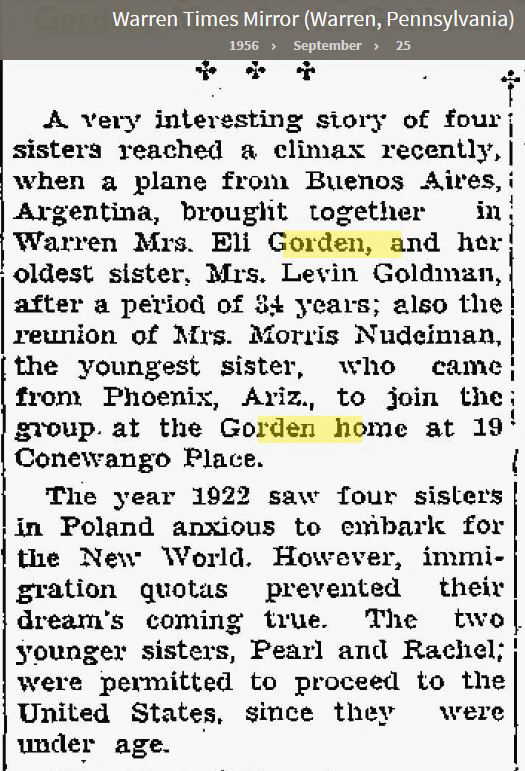 Warren Times Mirror (Warren, Pennsylvania)
1956 › September › 25
A very interesting story of four
sisters reached a climax recently,
when a plane from Buenos Aires,
Argentina, brought together in
Warren Mrs. Eli Gorden, and her
oldest sister, Mrs. Levin Goldman,
after a period of 34 years; also the
reunion of Mrs. Morris Nudelman,
the youngest sister, who came
from Phoenix, Ariz., to join the
group. at the Gorden home at 19
Conewango Place.
The year 1922 saw four sisters
in Poland anxious to embark for
the New World. However, immi-
gration quotas prevented their
dream's coming true. The two
younger sisters, Pearl and Rachel;
were permitted to proceed to the
United States, since they were
under age.